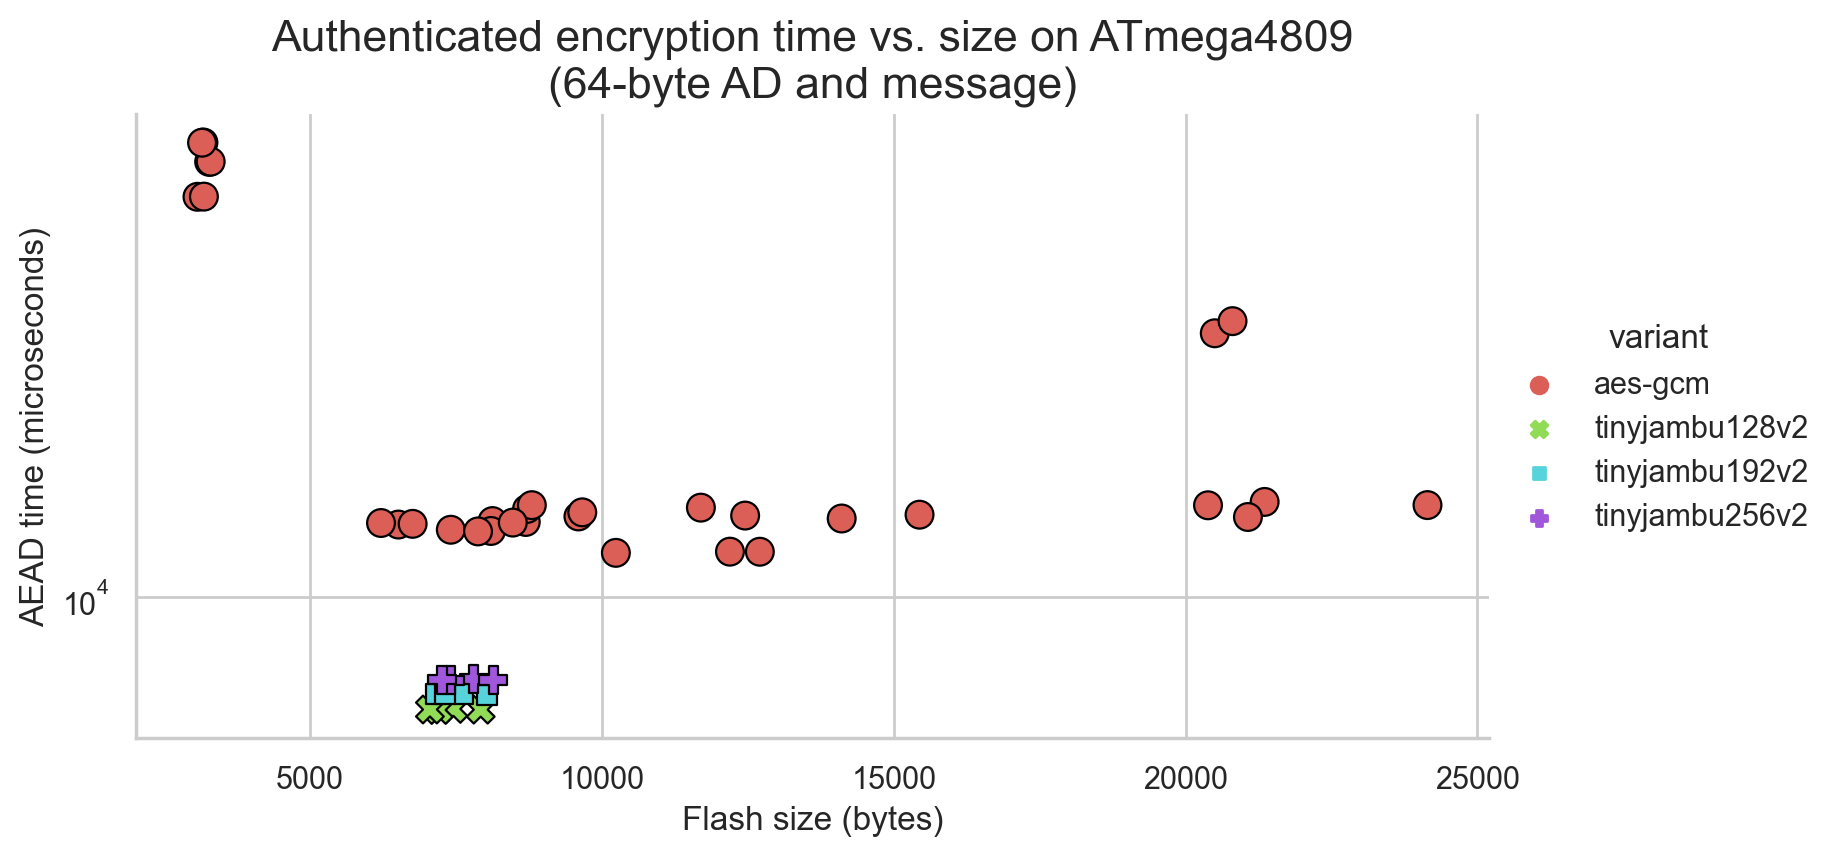 Authenticated encryption time vs. size on ATmega4809
(64-byte AD and message)
AEAD time (microseconds)
10⁴
5000 10000 15000 20000 25000
Flash size (bytes)
variant
aes-gcm
tinyjambu128v2
tinyjambu192v2
tinyjambu256v2